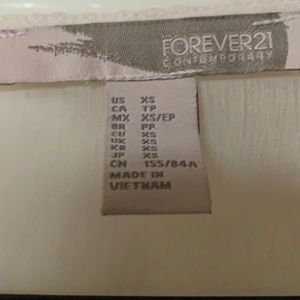 FOREVER21
CONTEMPORARY
US XS
CA TP
MX XS/EP
BR PP
EU XS
UK XS
KR XS
JP XS
CN 155/84A
MADE IN
VIETNAM